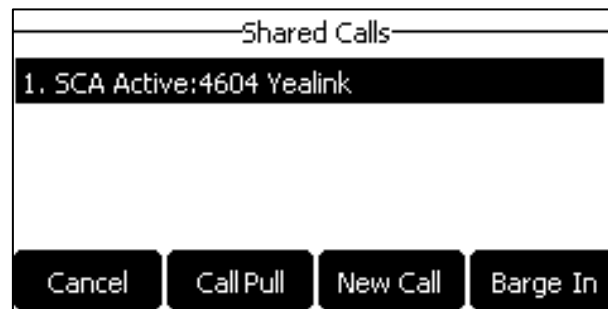 Shared Calls
1. SCA Active:4604 Yealink
Cancel Call Pull New Call Barge In